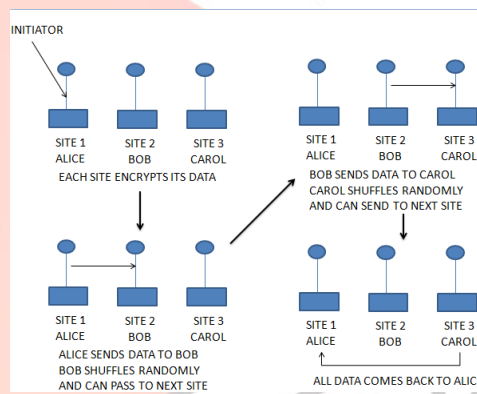 INITIATOR
SITE 1 SITE 2 SITE 3
ALICE BOB CAROL
EACH SITE ENCRYPTS ITS DATA
SITE 1 SITE 2 SITE 3
ALICE BOB CAROL
ALICE SENDS DATA TO BOB
BOB SHUFFLES RANDOMLY
AND CAN PASS TO NEXT SITE
SITE 1 SITE 2 SITE 3
ALICE BOB CAROL
BOB SENDS DATA TO CAROL
CAROL SHUFFLES RANDOMLY
AND CAN SEND TO NEXT SITE
SITE 1 SITE 2 SITE 3
ALICE BOB CAROL
ALL DATA COMES BACK TO ALIC